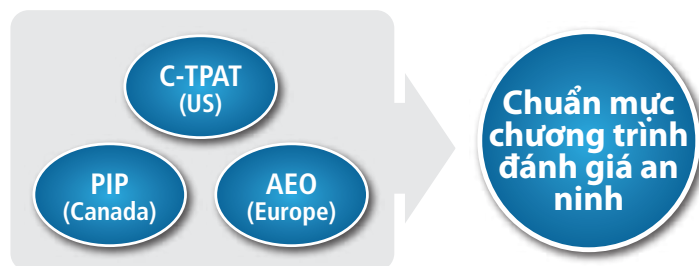 C-TPAT
(US)
PIP
(Canada)
AEO
(Europe)
Chuẩn mực
chương trình
đánh giá an
ninh